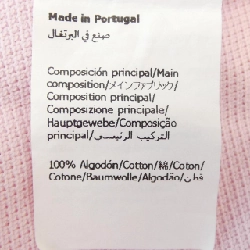 Made in Portugal
صنع في البرتغال
Composición principal/Main
composition/メインファブリック/
Composition principal/
Composizione principale/
Hauptgewebe/Composição
principal/التركيب الرئيسى
100% Algodón/Cotton/綿/Coton/
Cotone/Baumwolle/Algodão/قطن